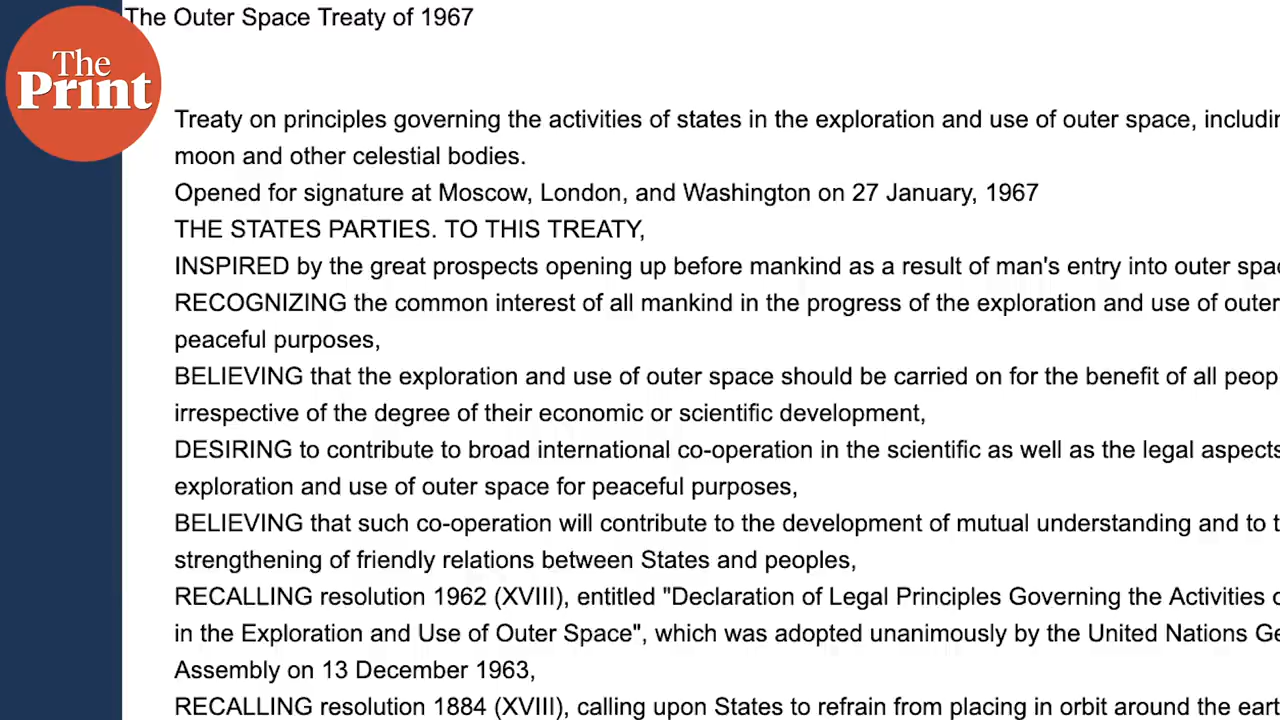 The Outer Space Treaty of 1967
The
Print
Treaty on principles governing the activities of states in the exploration and use of outer space,
moon and other celestial bodies.
Opened for signature at Moscow, London, and Washington on 27 January, 1967
THE STATES PARTIES. TO THIS TREATY,
INSPIRED by the great prospects opening up before mankind as a result of man's entry into outer
RECOGNIZING the common interest of all mankind in the progress of the exploration and use of outer
peaceful purposes,
BELIEVING that the exploration and use of outer space should be carried on for the benefit of all
irrespective of the degree of their economic or scientific development,
DESIRING to contribute to broad international co-operation in the scientific as well as the legal aspects
exploration and use of outer space for peaceful purposes,
BELIEVING that such co-operation will contribute to the development of mutual understanding and to
strengthening of friendly relations between States and peoples,
RECALLING resolution 1962 (XVIII), entitled "Declaration of Legal Principles Governing the Activities
in the Exploration and Use of Outer Space", which was adopted unanimously by the United Nations
Assembly on 13 December 1963,
RECALLING resolution 1884 (XVIII), calling upon States to refrain from placing in orbit around the